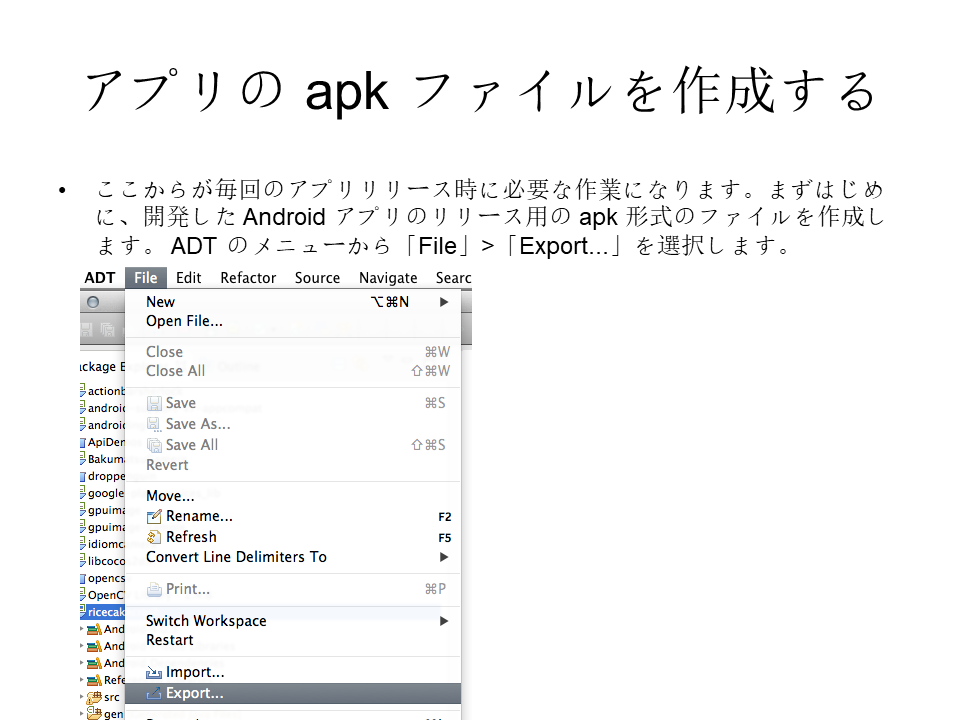 アプリの apk ファイルを作成する
• ここからが毎回のアプリリリース時に必要な作業になります。まずはじめ
に、開発した Android アプリのリリース用の apk 形式のファイルを作成し
ます。 ADT のメニューから「File」>「Export...」を選択します。
ADT File Edit Refactor Source Navigate Searc
New ⌥⌘N ▶
Open File...
Close ⌘W
Close All ⇧⌘W
Save ⌘S
Save As...
Save All ⇧⌘S
Revert
Move...
Rename... F2
Refresh F5
Convert Line Delimiters To ▶
Print... ⌘P
Switch Workspace ▶
Restart
Import...
Export...
ackage E
action
androi
androi
ApiDe
Bakum
droppe
google
gpuima
gpuima
idiomc
libcoco
opencs
OpenC
ricecak
And
And
And
Refe
src
gen